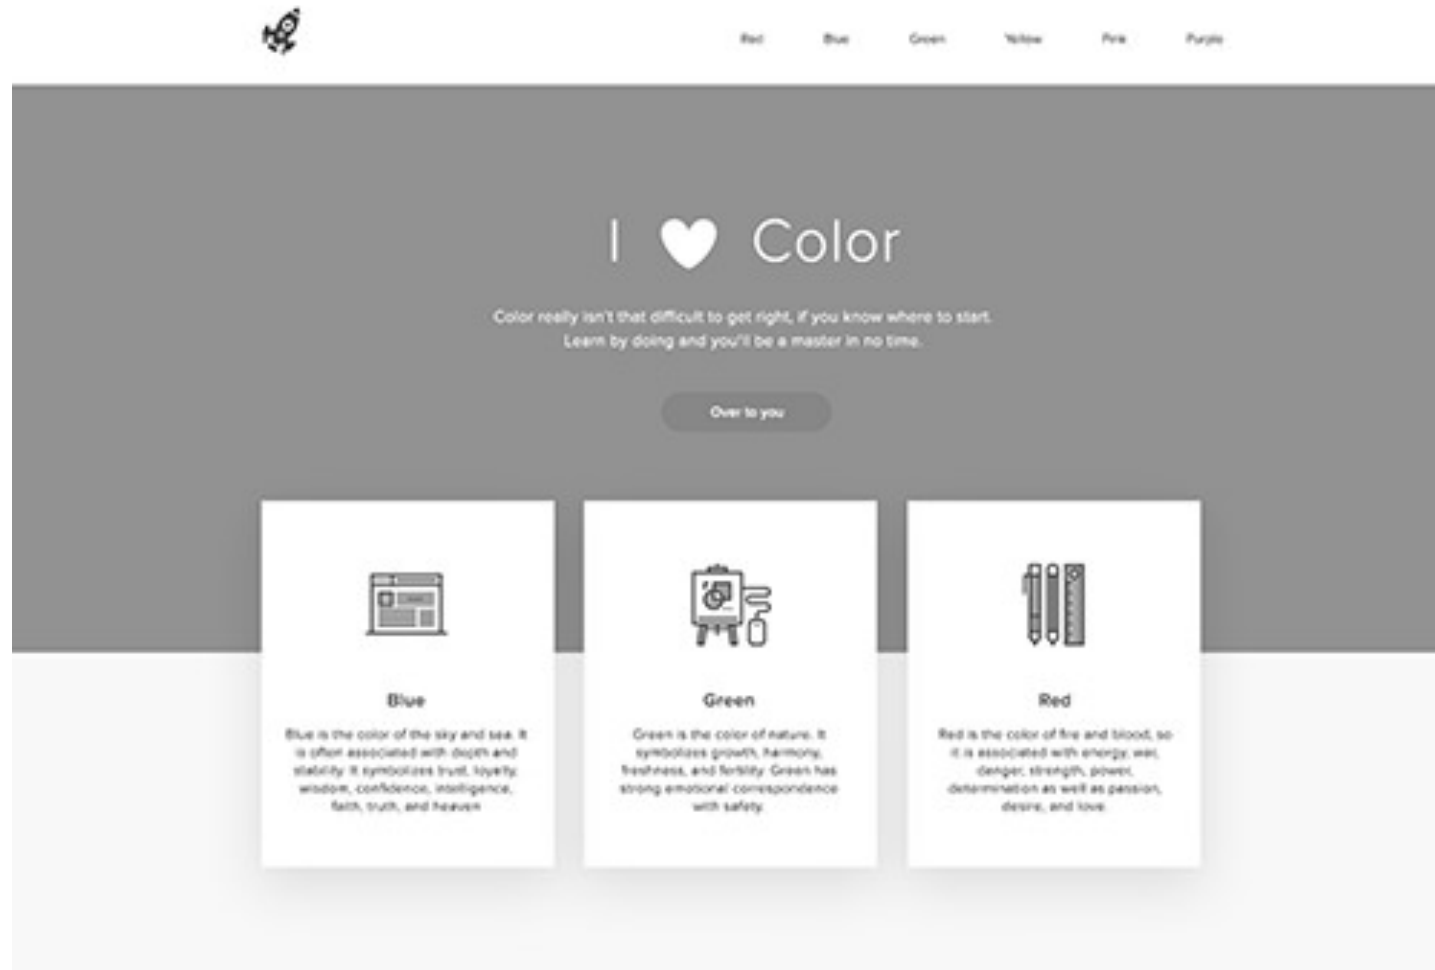 Red Blue Green Yellow Pink Purple
I Color
Color really isn't that difficult to get right, if you know where to start.
Learn by doing and you'll be a master in no time.
Over to you
Blue
Blue is the color of the sky and sea. It
is often associated with depth and
stability. It symbolizes trust, loyalty,
wisdom, confidence, intelligence,
faith, truth, and heaven
Green
Green is the color of nature. It
symbolizes growth, harmony,
freshness, and fertility. Green has
strong emotional correspondence
with safety.
Red
Red is the color of fire and blood, so
it is associated with energy, war,
danger, strength, power,
determination as well as passion,
desire, and love.